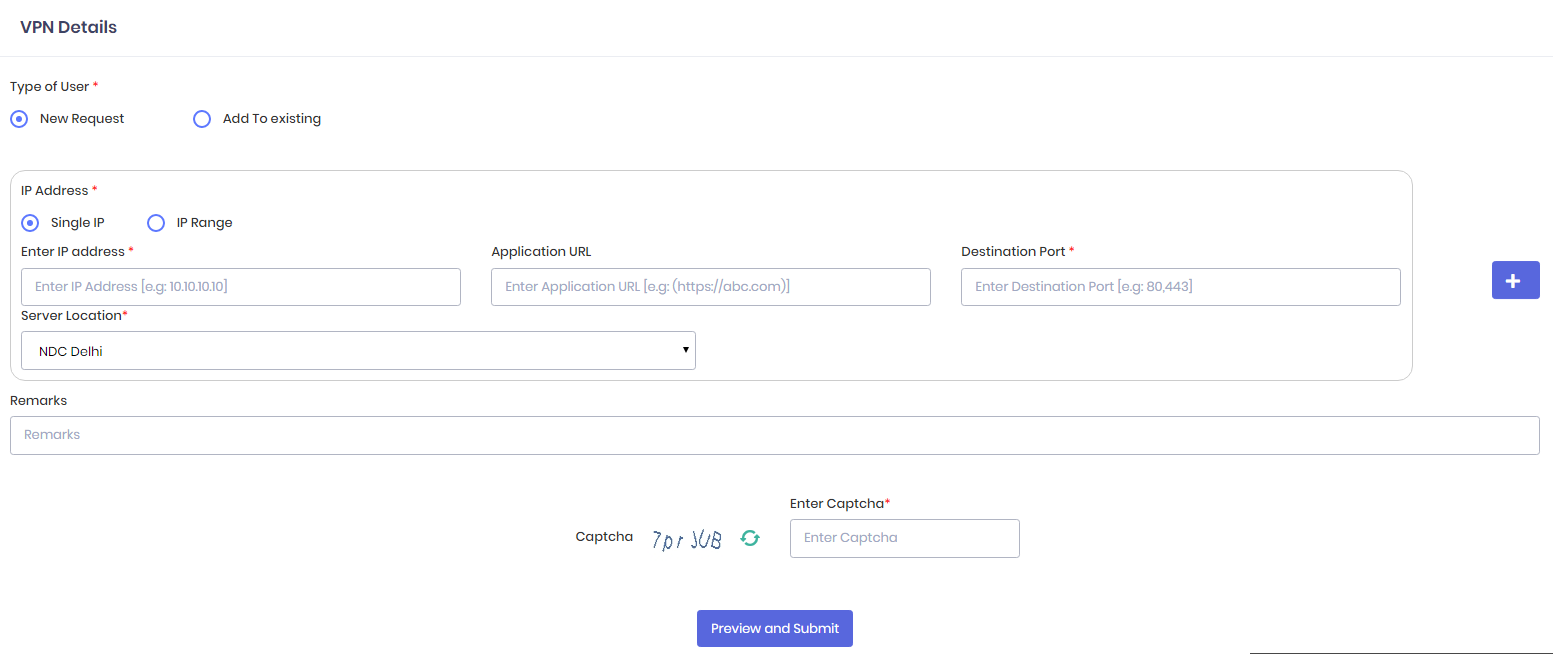 VPN Details
Type of User *
New Request Add To existing
IP Address *
Single IP IP Range
Enter IP address * Application URL Destination Port *
Enter IP Address [e.g: 10.10.10.10] Enter Application URL [e.g: (https://abc.com)] Enter Destination Port [e.g: 80,443]
+
Server Location*
NDC Delhi
Remarks
Remarks
Enter Captcha*
Captcha 7prJUB Enter Captcha
Preview and Submit